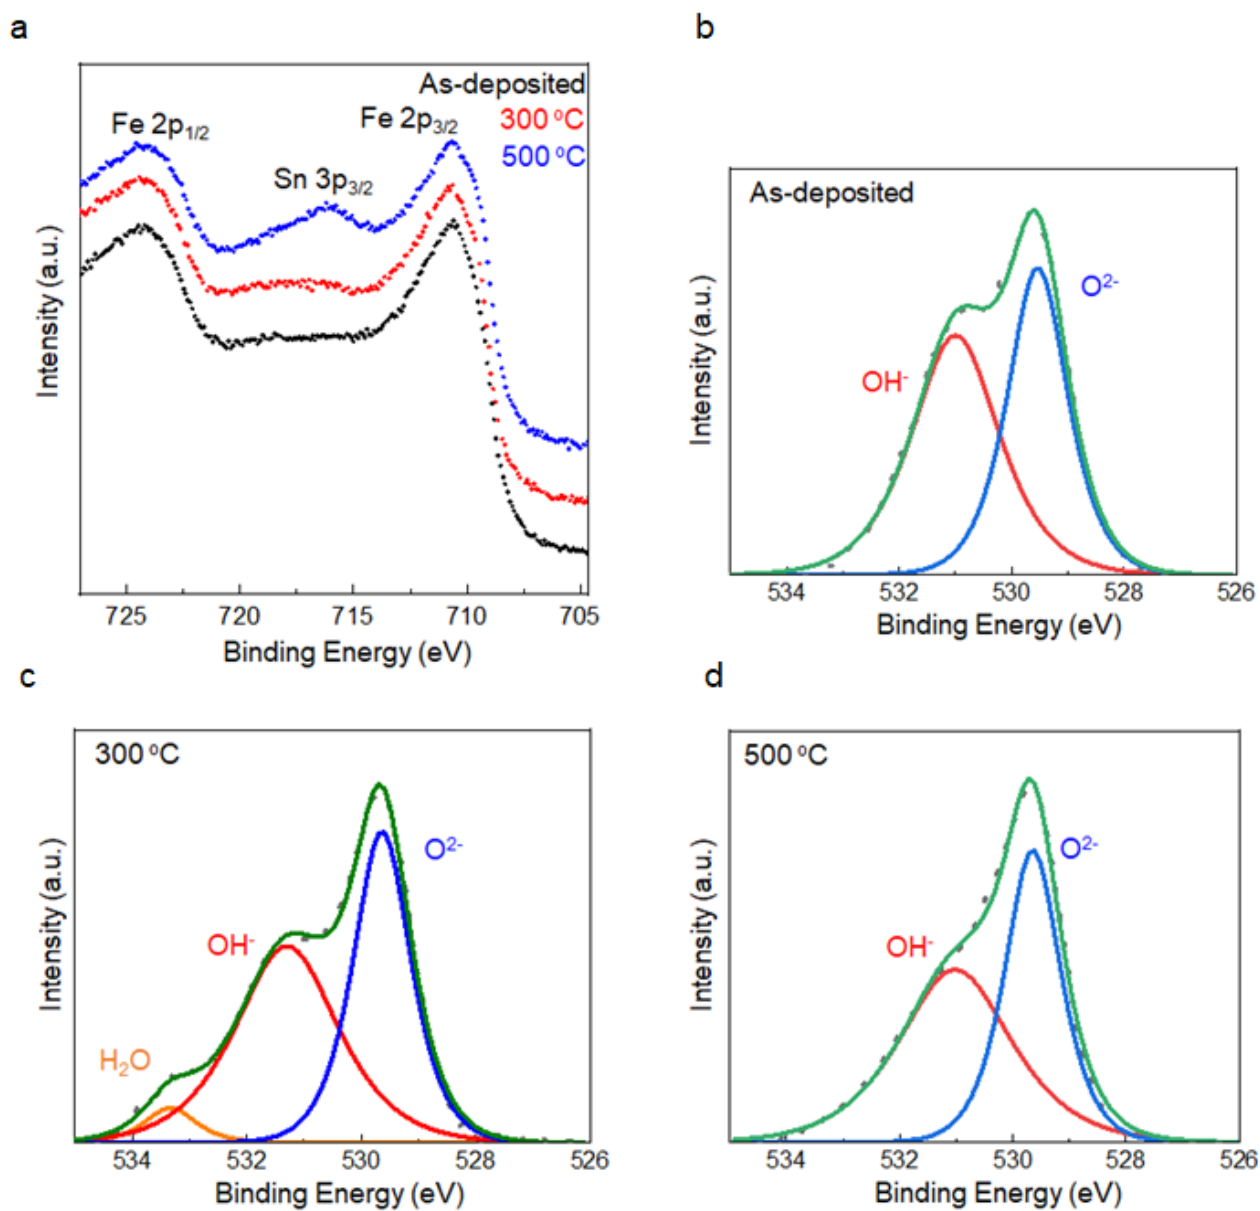 a
As-deposited
300 °C
500 °C
Fe 2p1/2
Fe 2p3/2
Sn 3p3/2
Intensity (a.u.)
725 720 715 710 705
Binding Energy (eV)
b
As-deposited
O2-
OH-
Intensity (a.u.)
534 532 530 528 526
Binding Energy (eV)
c
300 °C
O2-
OH-
H2O
Intensity (a.u.)
534 532 530 528 526
Binding Energy (eV)
d
500 °C
O2-
OH-
Intensity (a.u.)
534 532 530 528 526
Binding Energy (eV)